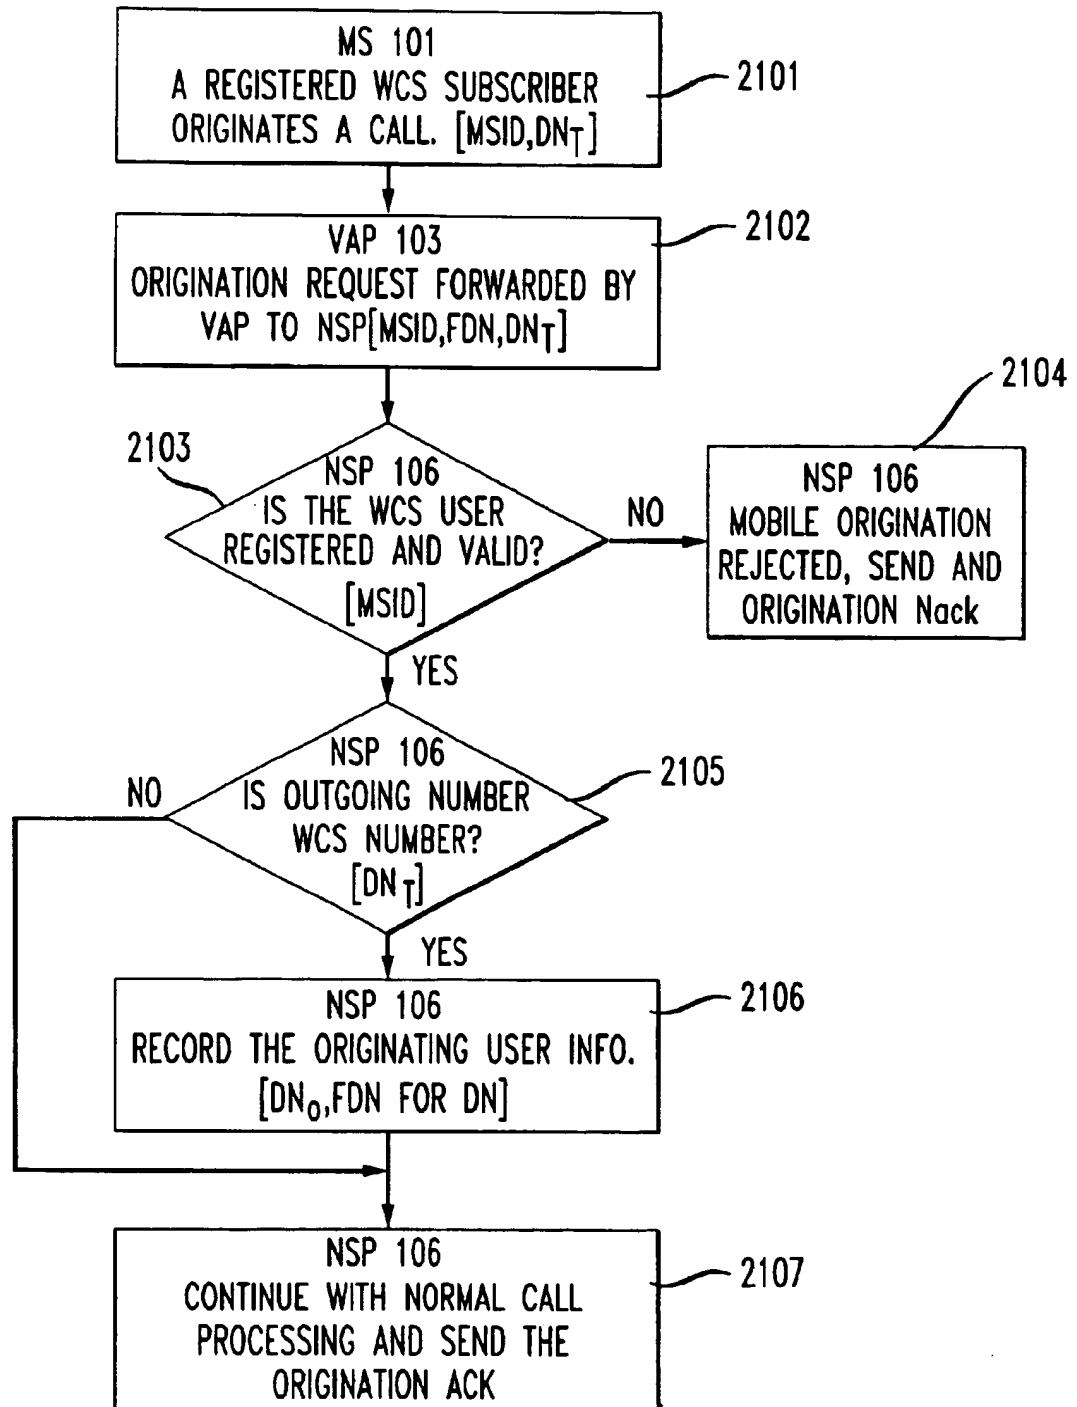 MS 101
A REGISTERED WCS SUBSCRIBER
ORIGINATES A CALL. [MSID,DNT]
2101
VAP 103
ORIGINATION REQUEST FORWARDED BY
VAP TO NSP[MSID,FDN,DNT]
2102
2103
NSP 106
IS THE WCS USER
REGISTERED AND VALID?
[MSID]
NO
YES
2104
NSP 106
MOBILE ORIGINATION
REJECTED, SEND AND
ORIGINATION Nack
NSP 106
IS OUTGOING NUMBER
WCS NUMBER?
[DNT]
2105
NO
YES
NSP 106
RECORD THE ORIGINATING USER INFO.
[DNO,FDN FOR DN]
2106
NSP 106
CONTINUE WITH NORMAL CALL
PROCESSING AND SEND THE
ORIGINATION ACK
2107